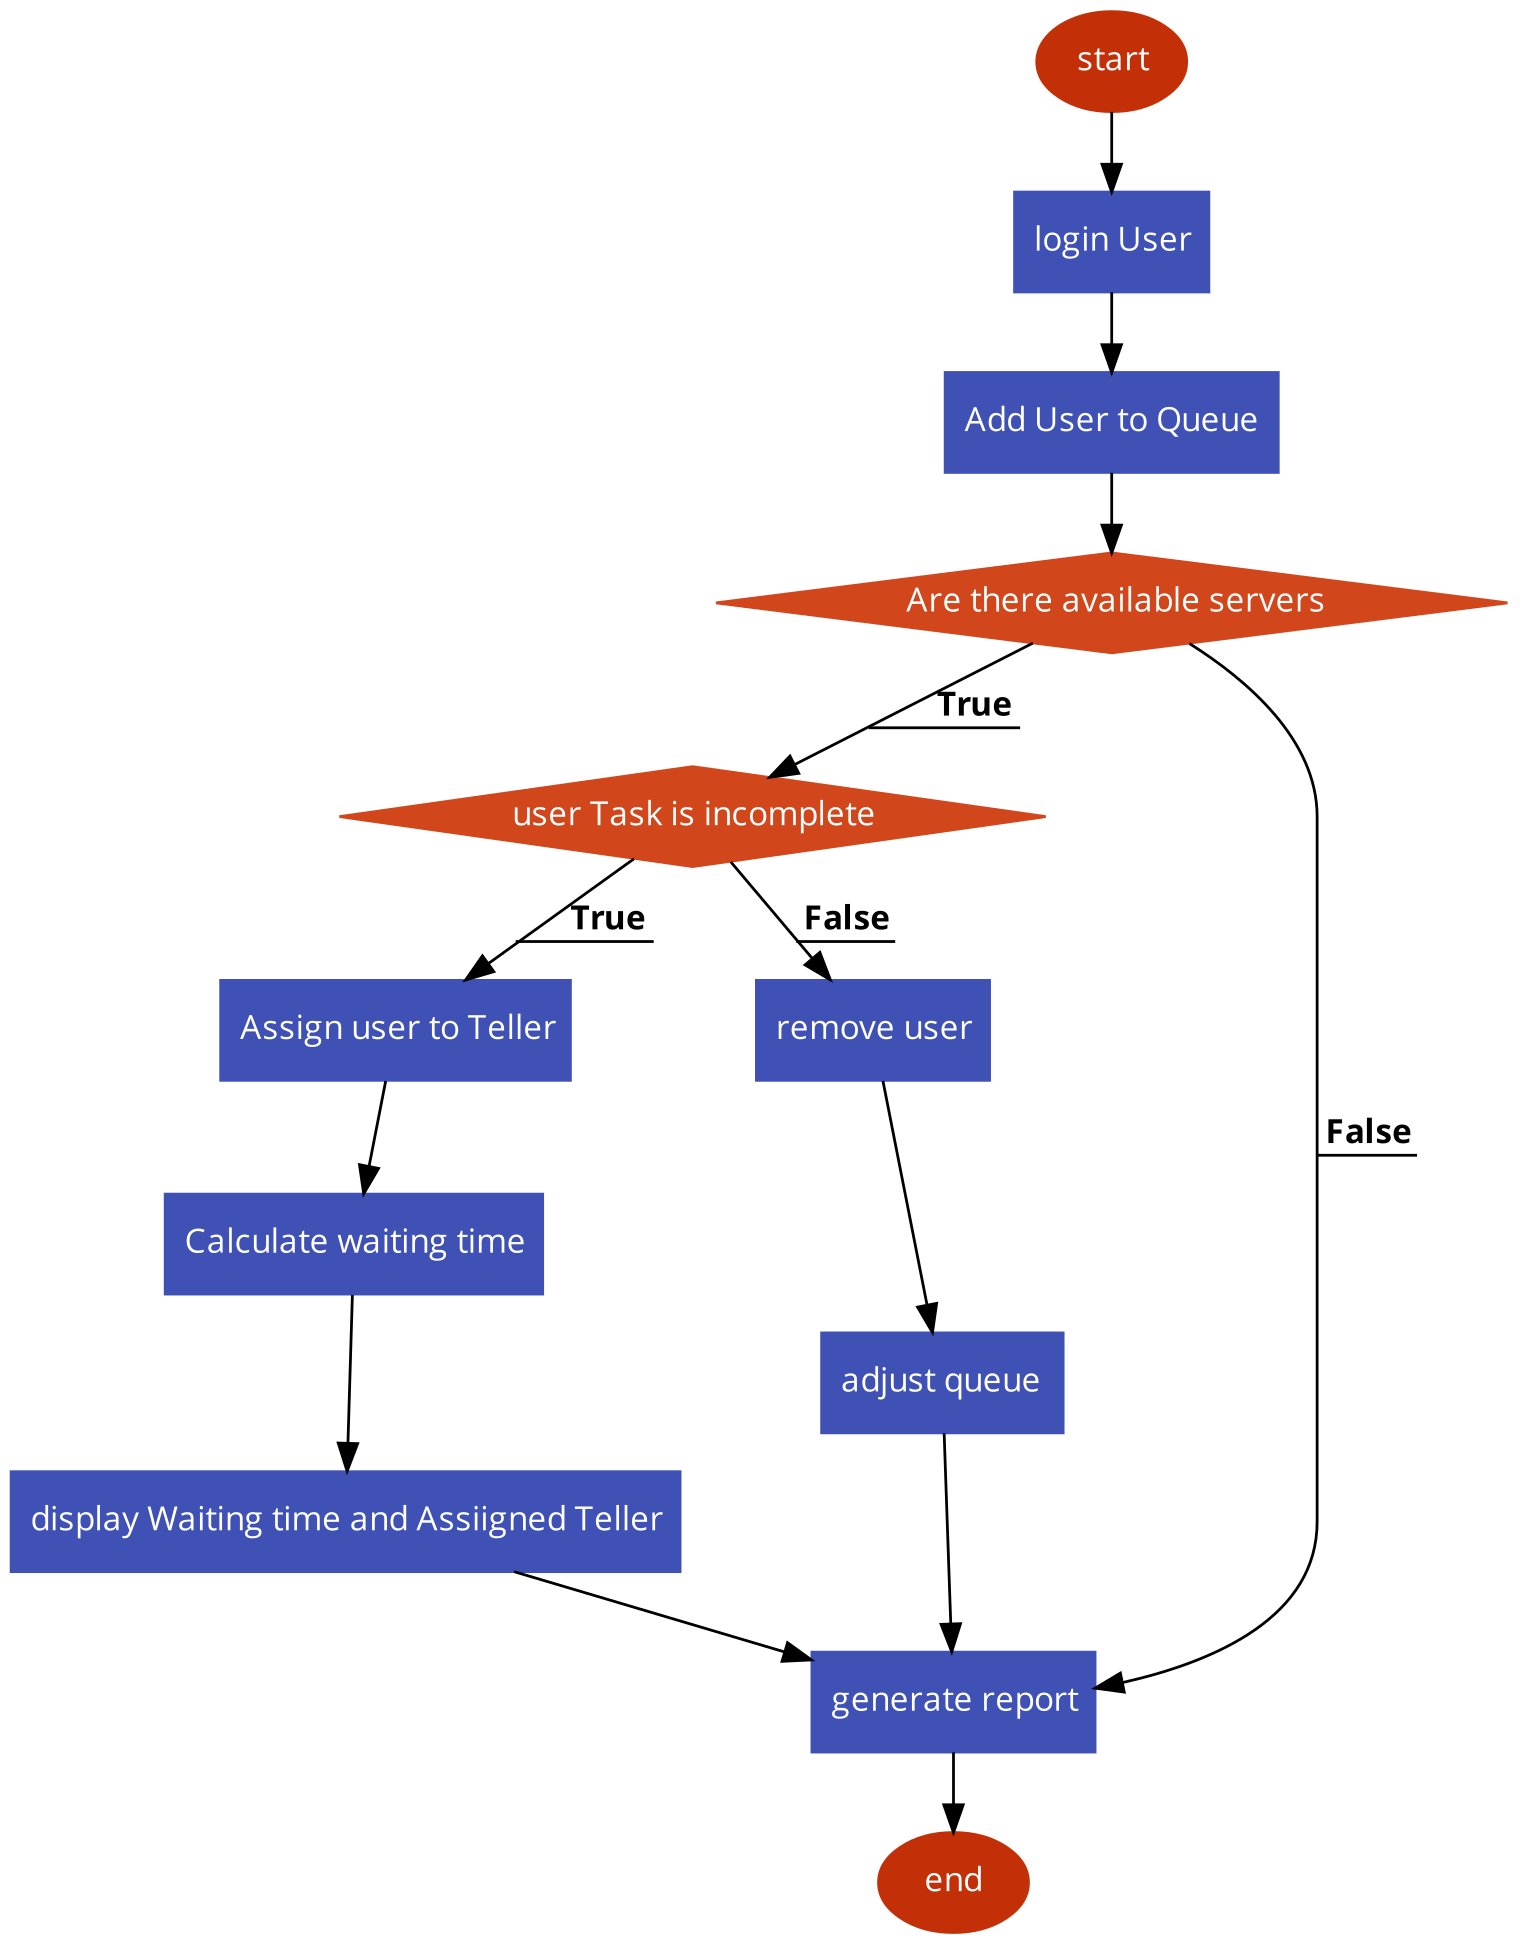 start
login User
Add User to Queue
Are there available servers
True
user Task is incomplete
True
False
Assign user to Teller
remove user
False
Calculate waiting time
adjust queue
display Waiting time and Assiigned Teller
generate report
end